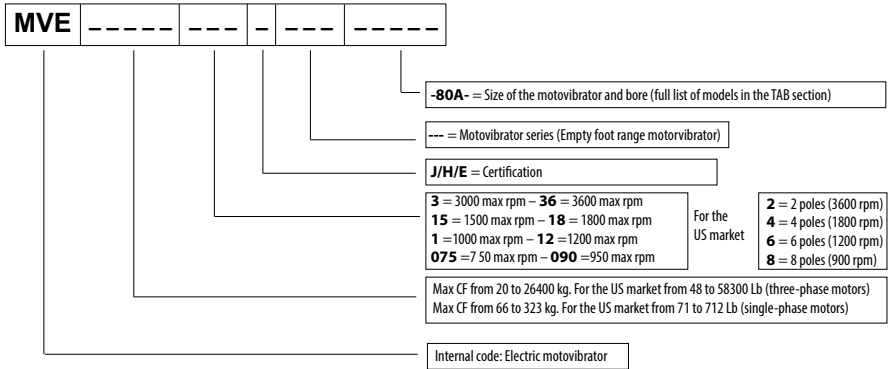 MVE _ _ _ _ _ _ _ _ _ _ _ _ _ _ _ _ _
-80A- = Size of the motovibrator and bore (full list of models in the TAB section)
--- = Motovibrator series (Empty foot range motorvibrator)
J/H/E = Certification
3 = 3000 max rpm – 36 = 3600 max rpm
15 = 1500 max rpm – 18 = 1800 max rpm
1 =1000 max rpm – 12 =1200 max rpm
075 =7 50 max rpm – 090 =950 max rpm
For the
US market
2 = 2 poles (3600 rpm)
4 = 4 poles (1800 rpm)
6 = 6 poles (1200 rpm)
8 = 8 poles (900 rpm)
Max CF from 20 to 26400 kg. For the US market from 48 to 58300 Lb (three-phase motors)
Max CF from 66 to 323 kg. For the US market from 71 to 712 Lb (single-phase motors)
Internal code: Electric motovibrator